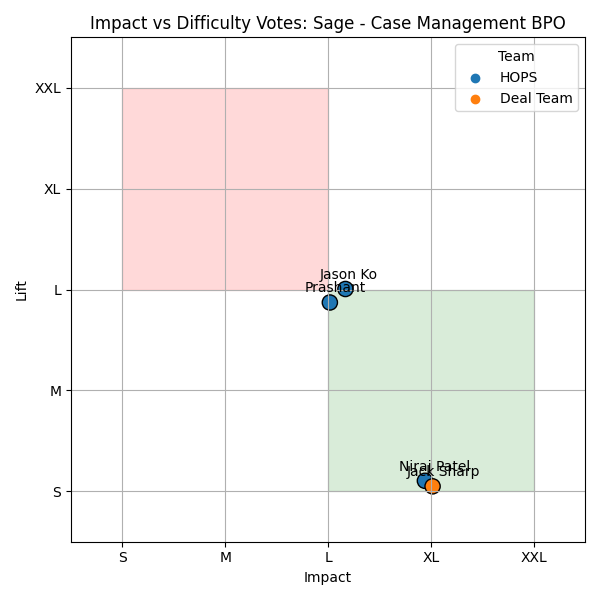 Impact vs Difficulty Votes: Sage - Case Management BPO
Team
HOPS
Deal Team
XXL
XL
L
M
S
Lift
Jason Ko
Prashant
Niraj Patel
Jack Sharp
S
M
L
XL
XXL
Impact